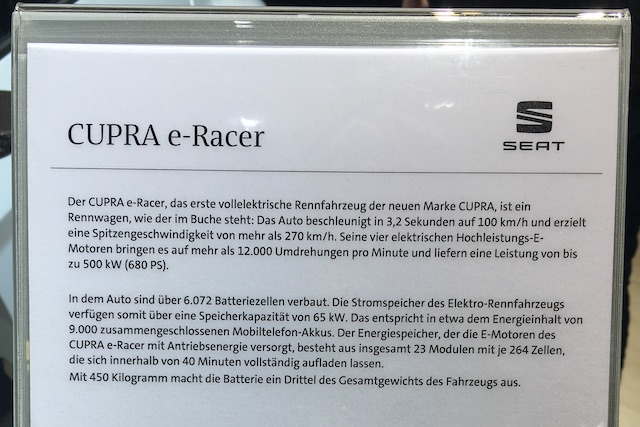 CUPRA e-Racer
SEAT
Der CUPRA e-Racer, das erste vollelektrische Rennfahrzeug der neuen Marke CUPRA, ist ein
Rennwagen, wie der im Buche steht: Das Auto beschleunigt in 3,2 Sekunden auf 100 km/h und erzielt
eine Spitzengeschwindigkeit von mehr als 270 km/h. Seine vier elektrischen Hochleistungs-E-
Motoren bringen es auf mehr als 12.000 Umdrehungen pro Minute und liefern eine Leistung von bis
zu 500 kW (680 PS).
In dem Auto sind über 6.072 Batteriezellen verbaut. Die Stromspeicher des Elektro-Rennfahrzeugs
verfügen somit über eine Speicherkapazität von 65 kW. Das entspricht in etwa dem Energieinhalt von
9.000 zusammengeschlossenen Mobiltelefon-Akkus. Der Energiespeicher, der die E-Motoren des
CUPRA e-Racer mit Antriebsenergie versorgt, besteht aus insgesamt 23 Modulen mit je 264 Zellen,
die sich innerhalb von 40 Minuten vollständig aufladen lassen.
Mit 450 Kilogramm macht die Batterie ein Drittel des Gesamtgewichts des Fahrzeugs aus.